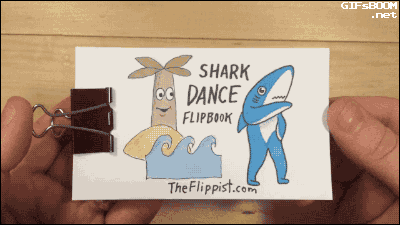 GIFsBOOM
.net
SHARK
DANCE
FLIPBOOK
TheFlippist.com